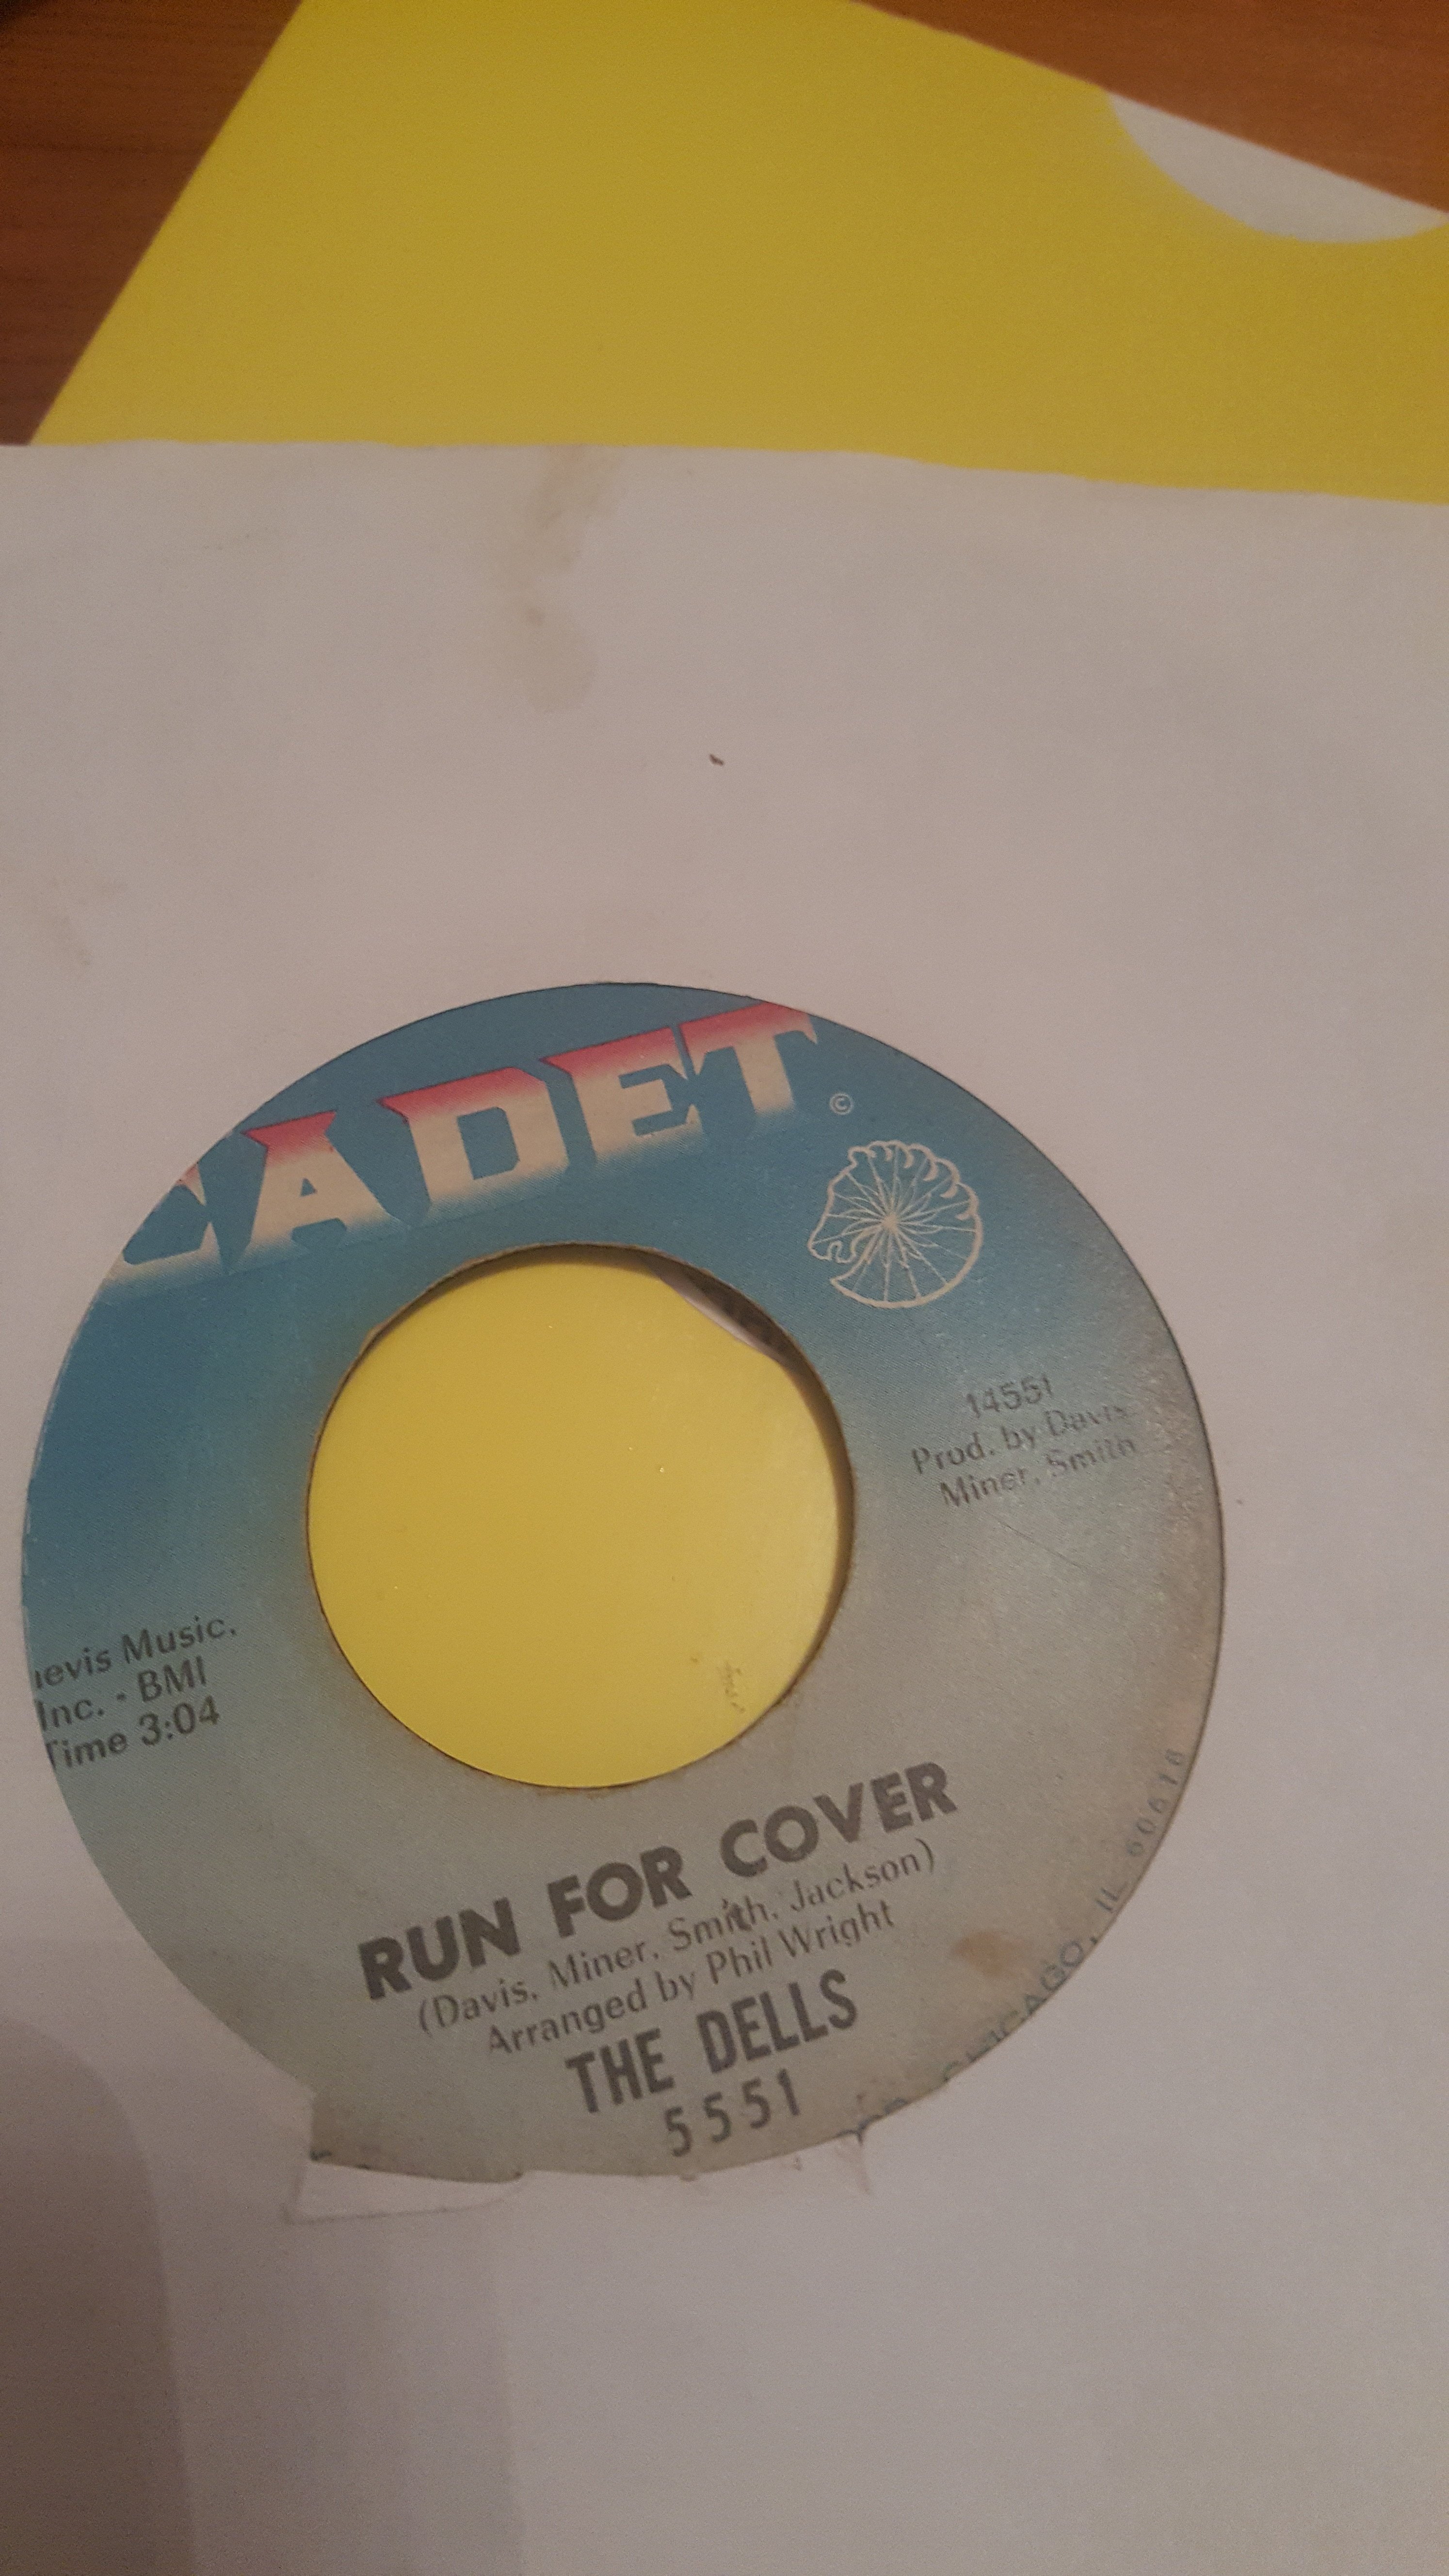 CADET ©
14551
Prod. by Davis
Miner, Smith
evis Music,
Inc. - BMI
Time 3:04
RUN FOR COVER
(Davis, Miner, Smith, Jackson)
Arranged by Phil Wright
THE DELLS
5551
CHICAGO, IL 60616